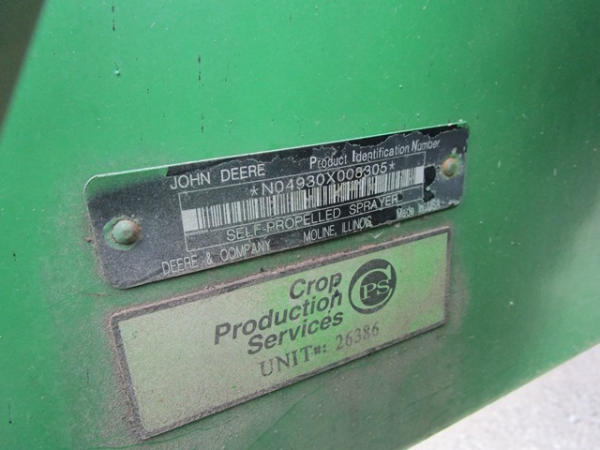 JOHN DEERE Product Identification Number
*N04930X008305*
SELF-PROPELLED SPRAYER
DEERE & COMPANY MOLINE, ILLINOIS Made in U.S.A.
Crop
Production
Services
CPS
UNIT#: 26386